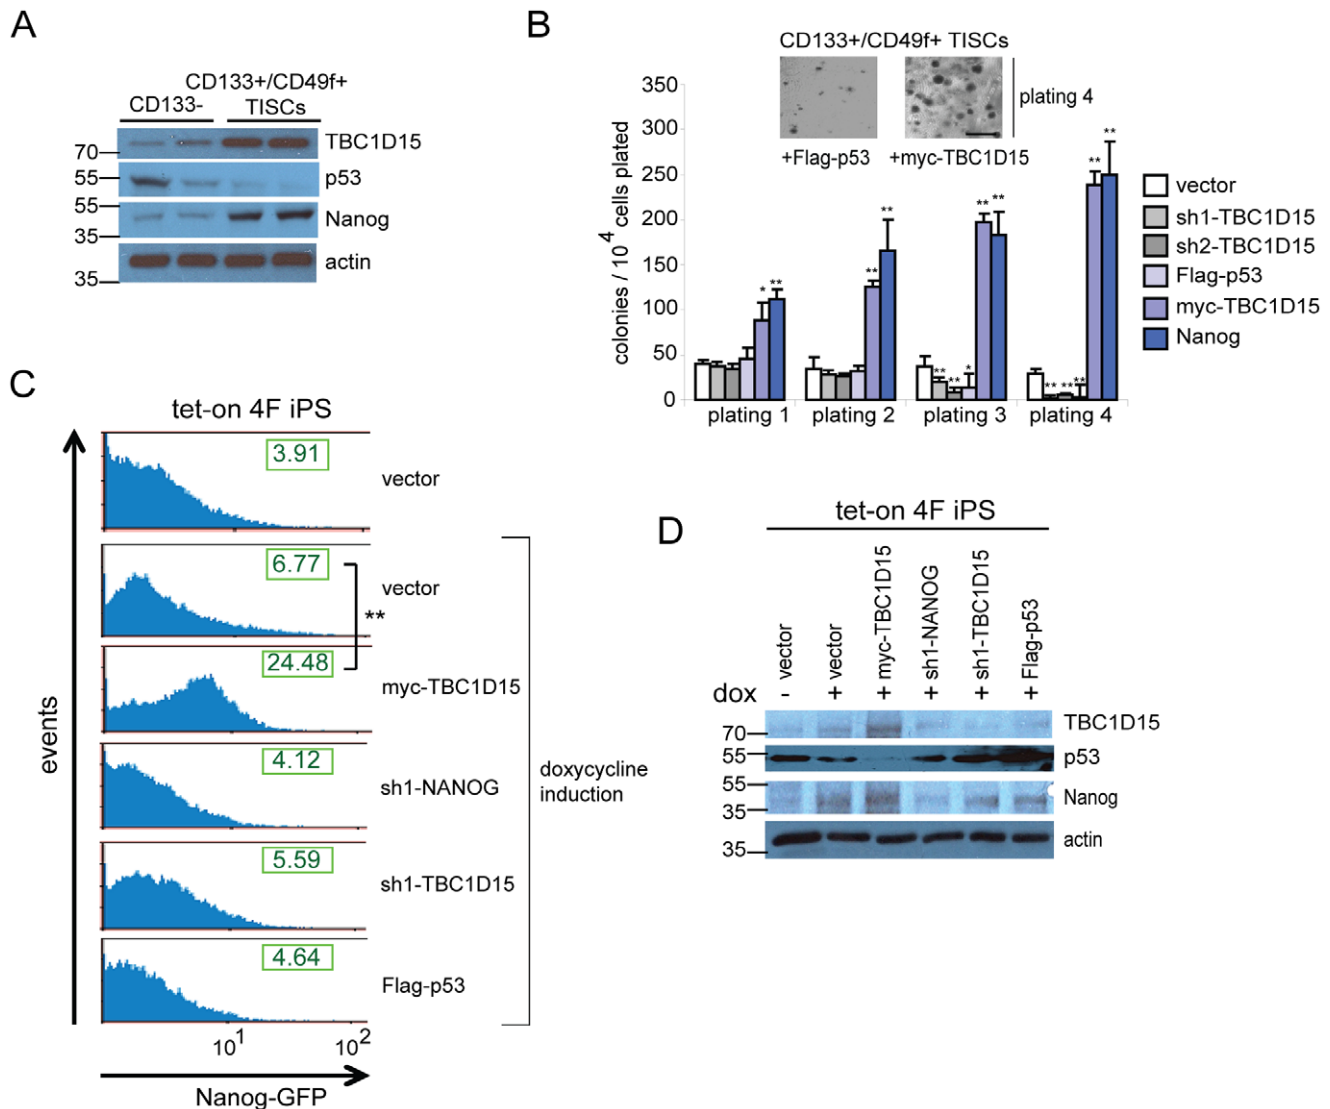 A
CD133+/CD49f+
CD133- TISCs
TBC1D15
70
55
p53
55
Nanog
35
actin
35
B
CD133+/CD49f+ TISCs
plating 4
+Flag-p53 +myc-TBC1D15
colonies / 10^4 cells plated
350
300
250
200
150
100
50
0
* **
** **
** ** * ** **
** ** ** ** **
plating 1 plating 2 plating 3 plating 4
vector
sh1-TBC1D15
sh2-TBC1D15
Flag-p53
myc-TBC1D15
Nanog
C
tet-on 4F iPS
3.91
vector
6.77
vector
**
24.48
myc-TBC1D15
4.12
sh1-NANOG
5.59
sh1-TBC1D15
4.64
Flag-p53
doxycycline
induction
events
10^1 10^2
Nanog-GFP
D
tet-on 4F iPS
vector
vector
myc-TBC1D15
sh1-NANOG
sh1-TBC1D15
Flag-p53
dox - + + + + +
TBC1D15
70
55
p53
55
Nanog
35
actin
35